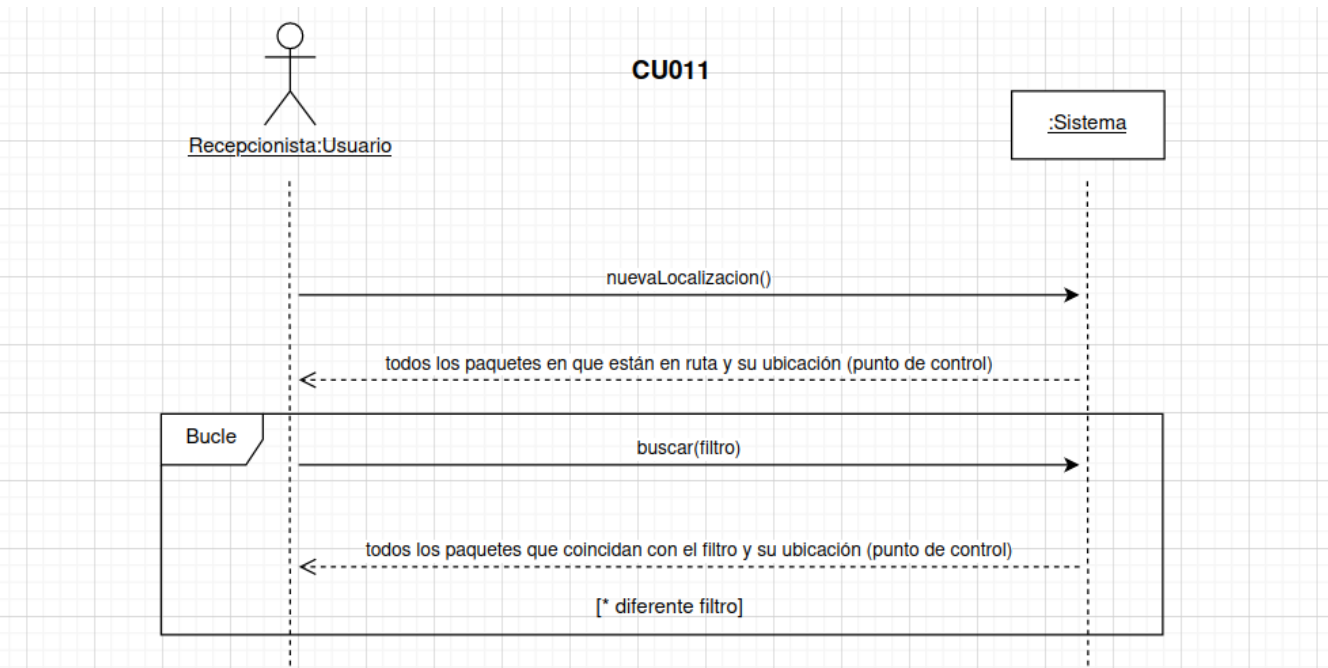 CU011
:Sistema
Recepcionista:Usuario
nuevaLocalizacion()
todos los paquetes en que están en ruta y su ubicación (punto de control)
Bucle
buscar(filtro)
todos los paquetes que coincidan con el filtro y su ubicación (punto de control)
[* diferente filtro]